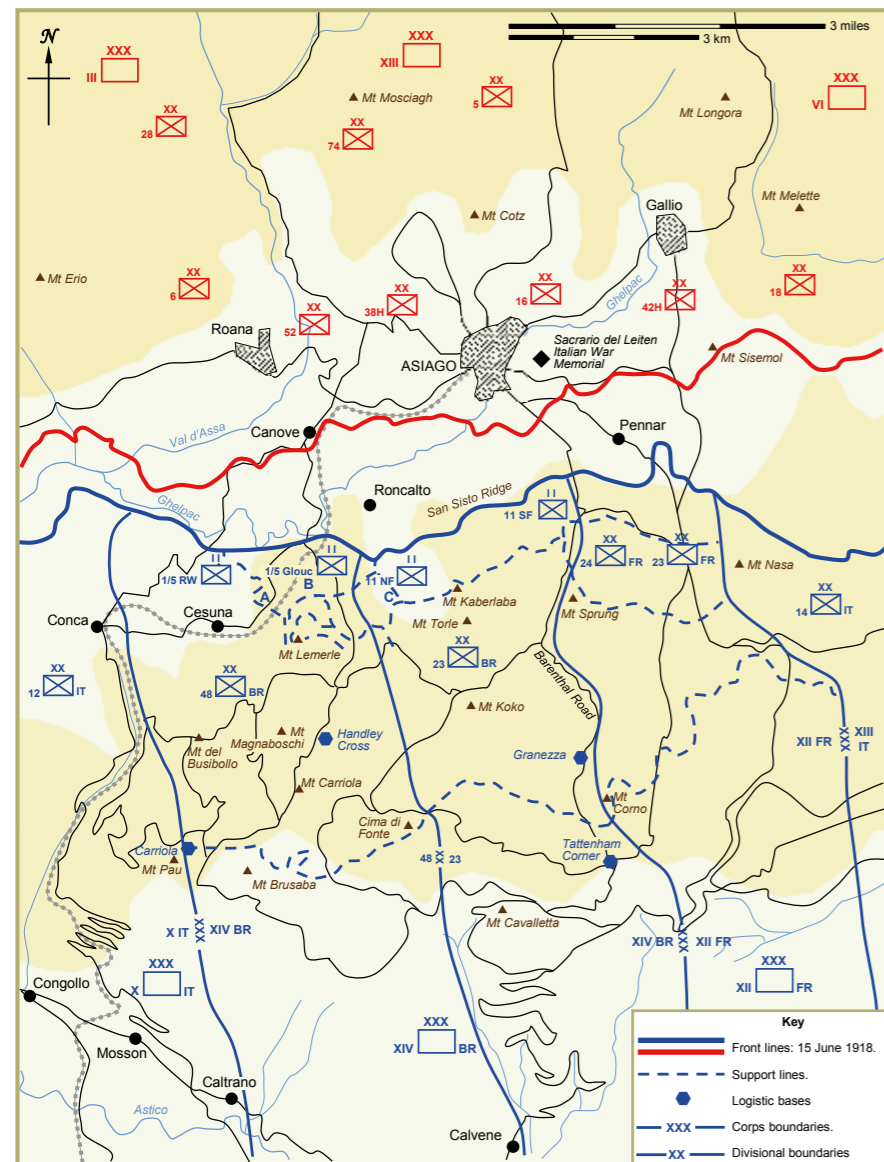 N
3 miles
3 km
XXX
III
XXX
XIII
XXX
VI
XX
28
Mt Mosciagh
XX
74
XX
5
Mt Longora
Mt Melette
Mt Cotz
Gallio
Mt Erio
XX
6
XX
52
XX
38H
XX
16
Ghelpac
XX
42H
XX
18
Roana
ASIAGO
Sacrario del Leiten
Italian War
Memorial
Mt Sisemol
Val d'Assa
Canove
Pennar
Ghelpac
Roncalto
San Sisto Ridge
II
11 SF
II
1/5 RW
II
1/5 Glouc
II
11 NF
A
B
C
XX
24 FR
XX
23 FR
Mt Nasa
Conca
Cesuna
Mt Kaberlaba
Mt Torle
Mt Sprung
XX
14 IT
Mt Lemerle
XX
12 IT
XX
48 BR
XX
23 BR
Barenthal Road
Mt Koko
Mt del
Busibollo
Mt
Magnaboschi
Handley
Cross
Granezza
XII FR XXX XIII
IT
Mt Carriola
Mt
Corno
Cima di
Fonte
Carriola
Mt Pau
Mt Brusaba
48 XX 23
Tattenham
Corner
Mt Cavalletta
X IT XXX XIV BR
XIV BR XXX XII FR
XXX
X IT
XXX
XII FR
Congollo
Mosson
XXX
XIV BR
Caltrano
Astico
Calvene
Key
Front lines: 15 June 1918.
Support lines.
Logistic bases
XXX Corps boundaries.
XX Divisional boundaries